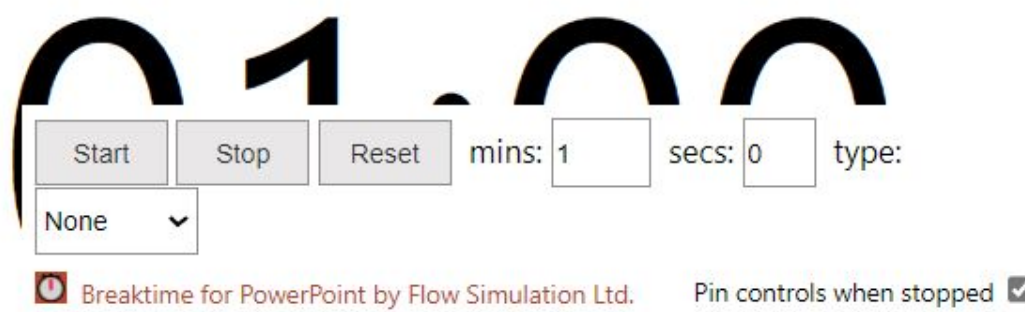 01:00
Start Stop Reset mins: 1 secs: 0 type:
None
Breaktime for PowerPoint by Flow Simulation Ltd. Pin controls when stopped